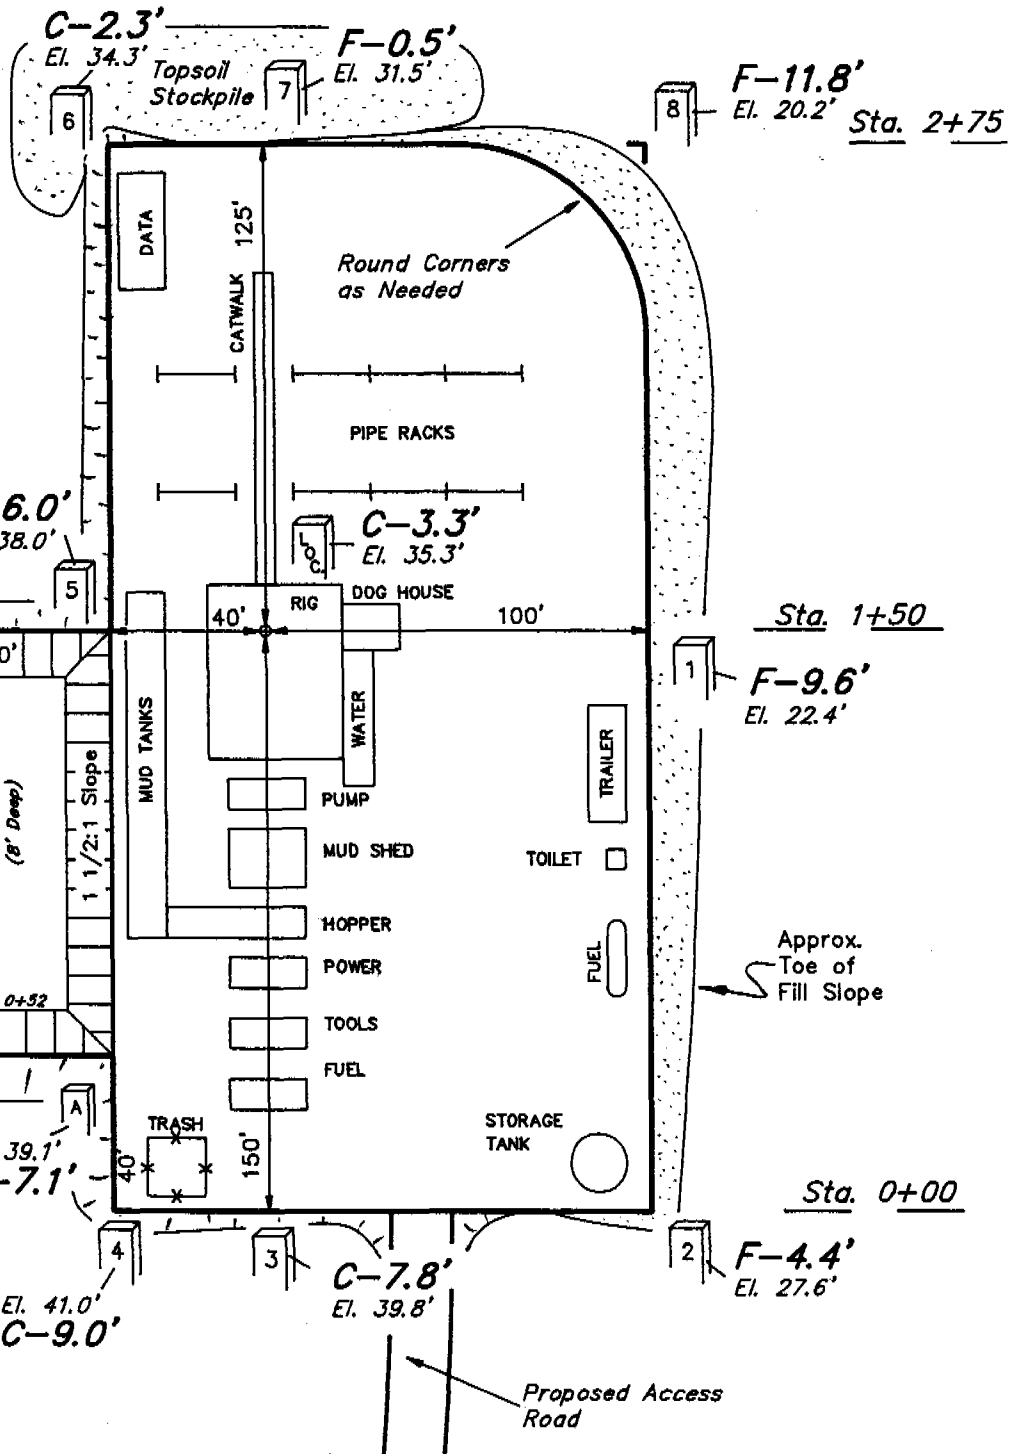 C-2.3'
El. 34.3'
6
Topsoil
Stockpile
7
F-0.5'
El. 31.5'
8
F-11.8'
El. 20.2'
Sta. 2+75
DATA
125'
Round Corners
as Needed
CATWALK
PIPE RACKS
6.0'
38.0'
5
LOC.
C-3.3'
El. 35.3'
RIG
DOG HOUSE
40'
100'
Sta. 1+50
0'
1
F-9.6'
El. 22.4'
MUD TANKS
WATER
TRAILER
1 1/2:1 Slope
(8' Deep)
PUMP
MUD SHED
TOILET
HOPPER
FUEL
POWER
Approx.
Toe of
Fill Slope
0+52
TOOLS
FUEL
A
39.1'
-7.1'
TRASH
40'
150'
STORAGE
TANK
Sta. 0+00
4
3
2
El. 41.0'
C-9.0'
C-7.8'
El. 39.8'
F-4.4'
El. 27.6'
Proposed Access
Road